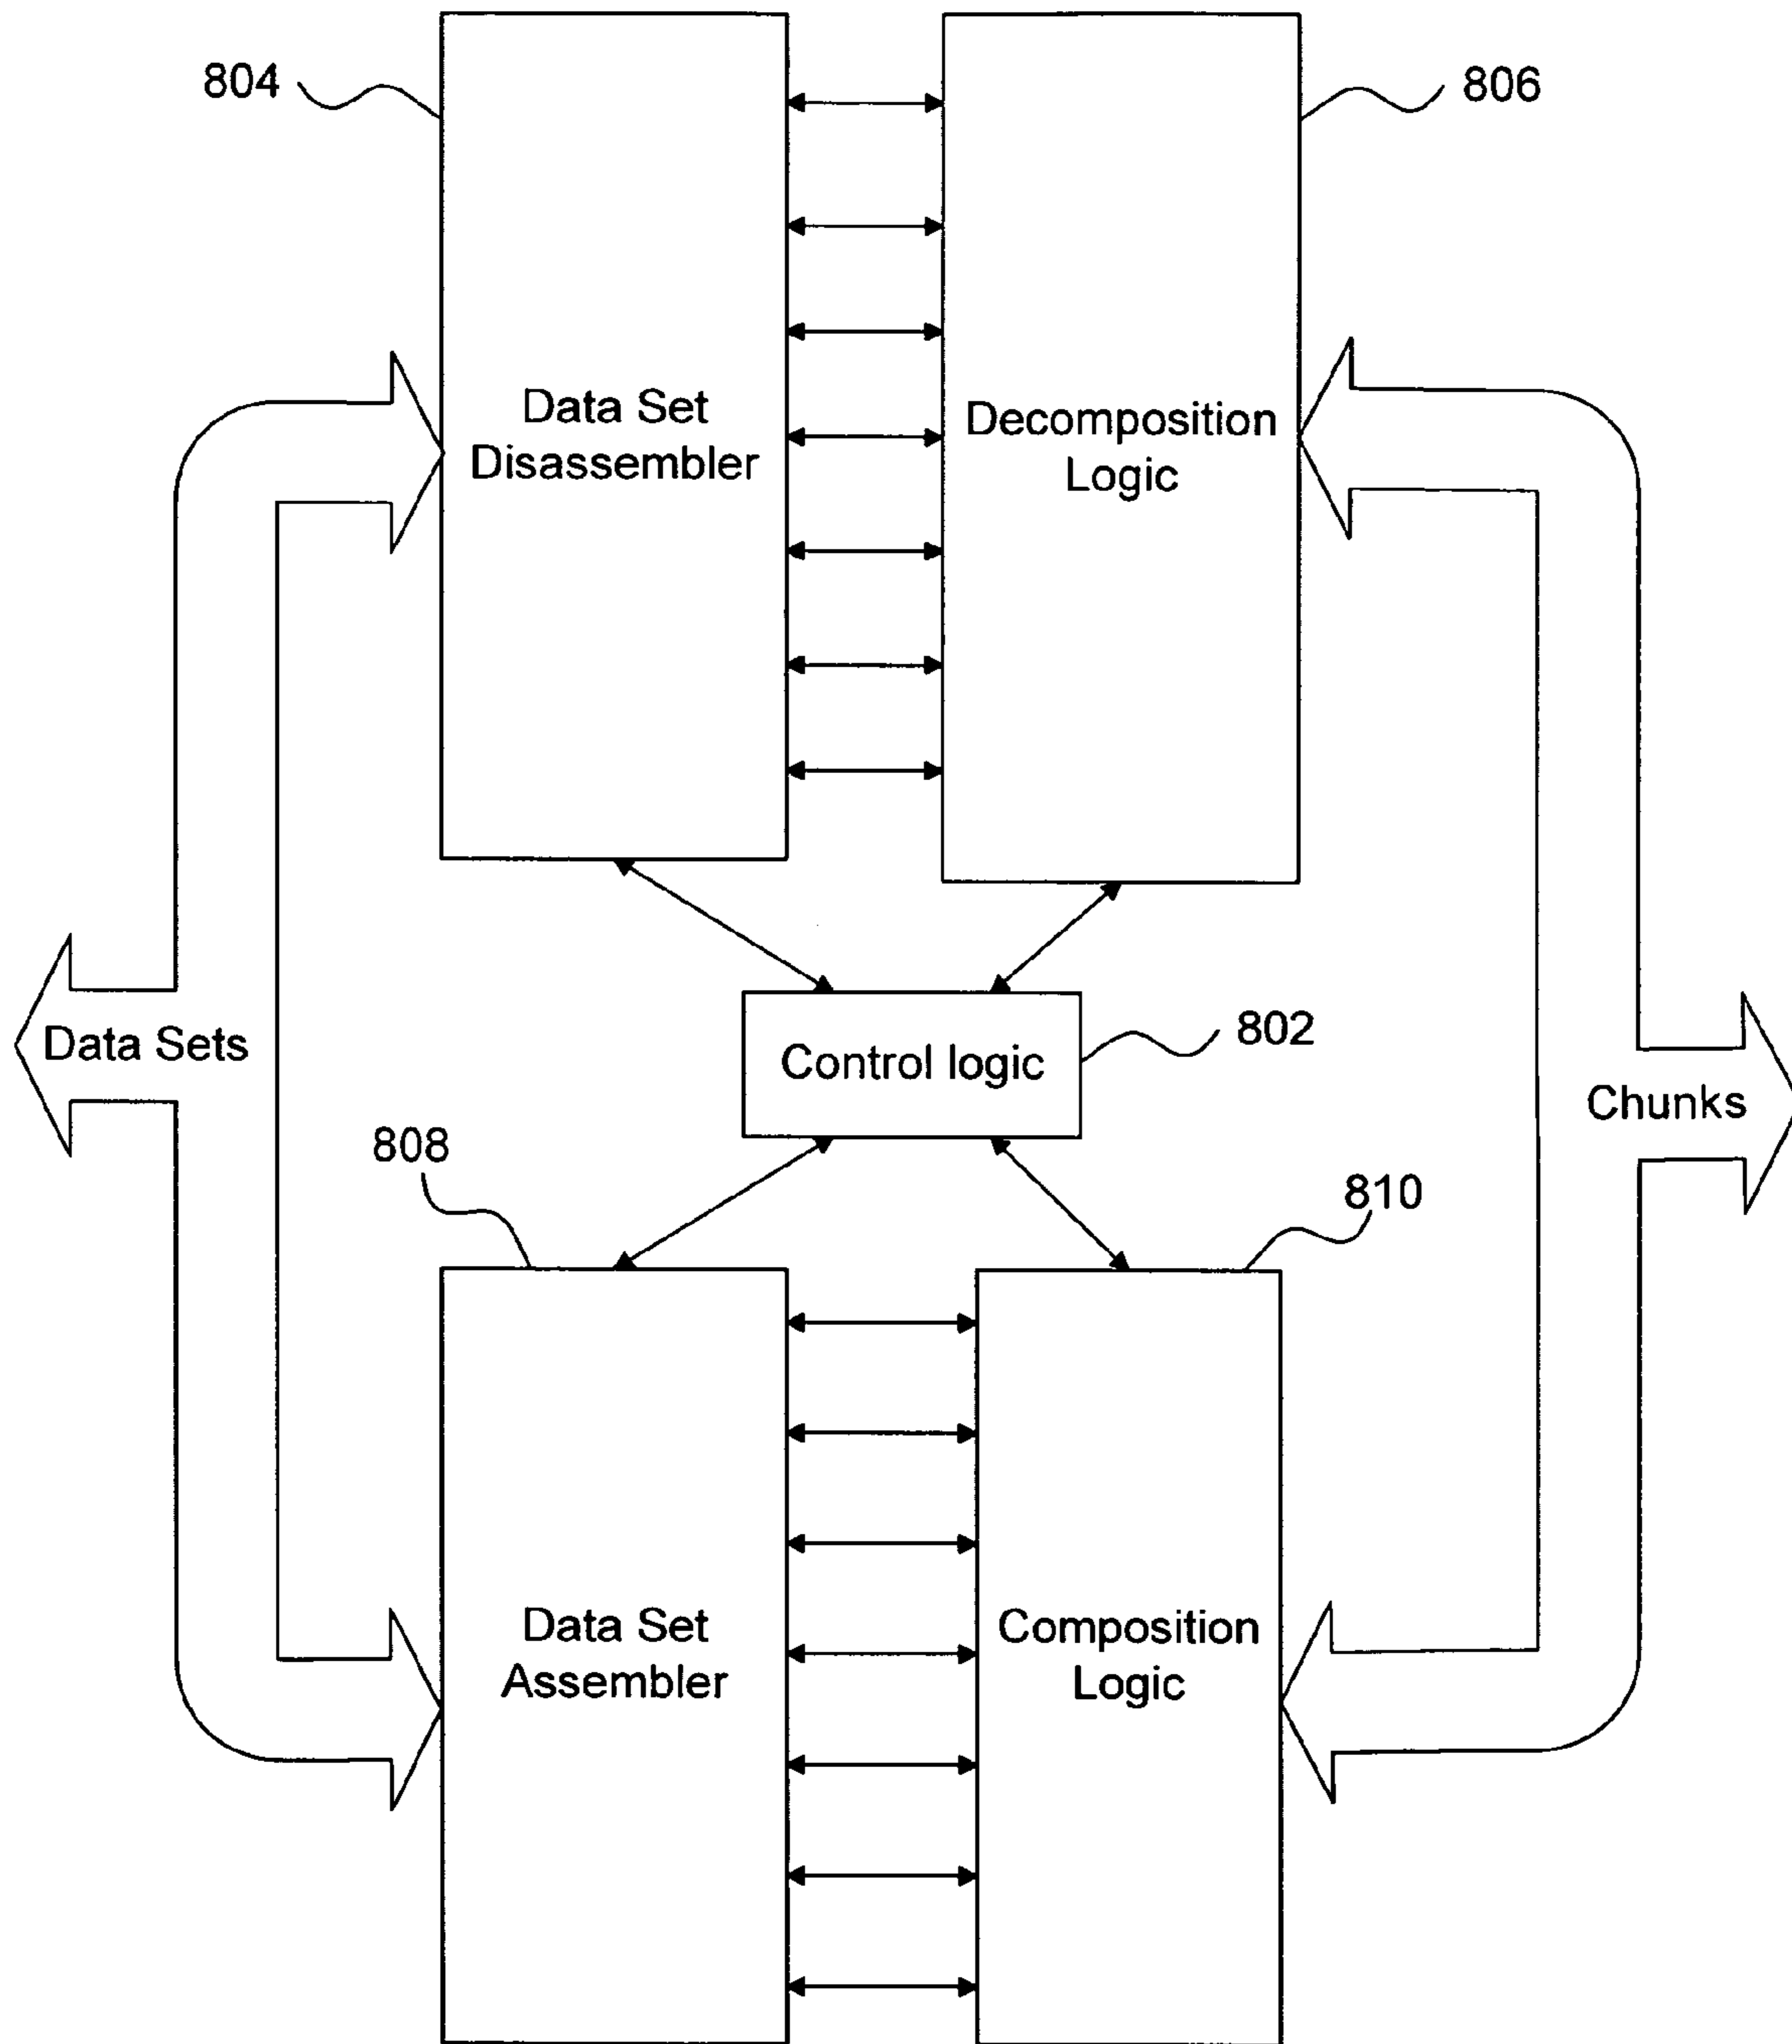 804
806
Data Set
Disassembler
Decomposition
Logic
Data Sets
Control logic
802
Chunks
808
810
Data Set
Assembler
Composition
Logic